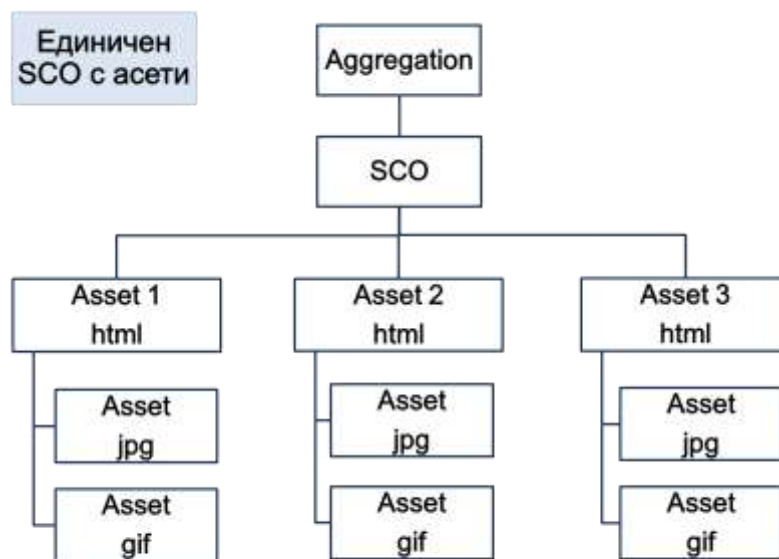 Единичен
SCO с асети
Aggregation
SCO
Asset 1
html
Asset 2
html
Asset 3
html
Asset
jpg
Asset
jpg
Asset
jpg
Asset
gif
Asset
gif
Asset
gif